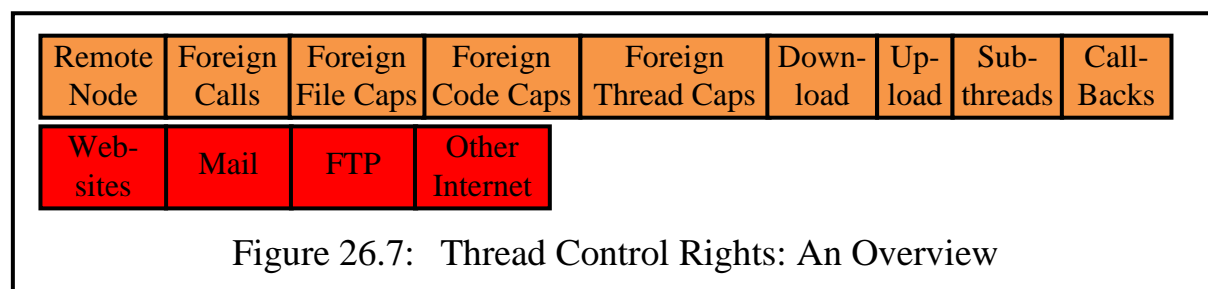 Remote Foreign Foreign Foreign Foreign Down- Up- Sub- Call-
Node Calls File Caps Code Caps Thread Caps load load threads Backs
Web- Mail FTP Other
sites Internet
Figure 26.7: Thread Control Rights: An Overview